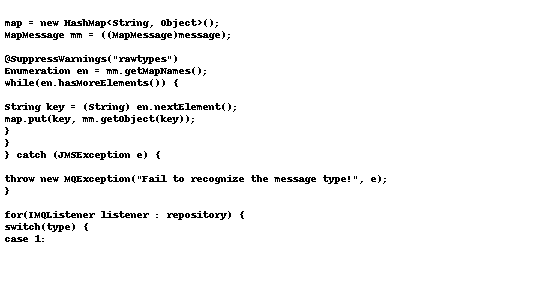 map = new HashMap<String, Object>();
MapMessage mm = ((MapMessage)message);
@SuppressWarnings("rawtypes")
Enumeration en = mm.getMapNames();
while(en.hasMoreElements()) {
String key = (String) en.nextElement();
map.put(key, mm.getObject(key));
}
}
} catch (JMSException e) {
throw new MQException("Fail to recognize the message type!", e);
}
for(IMQListener listener : repository) {
switch(type) {
case 1: